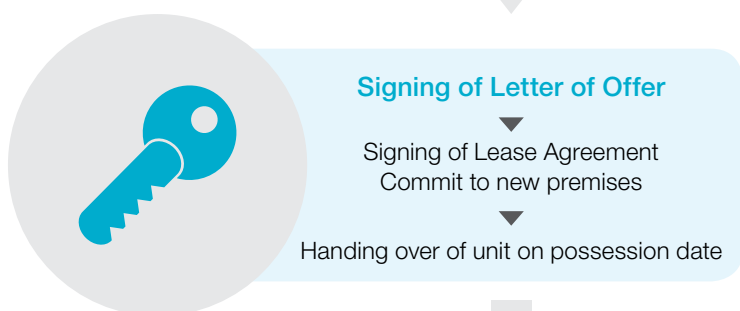 Signing of Letter of Offer
Signing of Lease Agreement
Commit to new premises
Handing over of unit on possession date